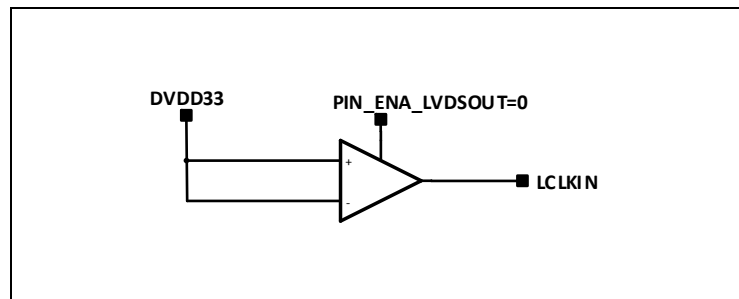 DVDD33
PIN_ENA_LVDSOUT=0
+
-
LCLKIN